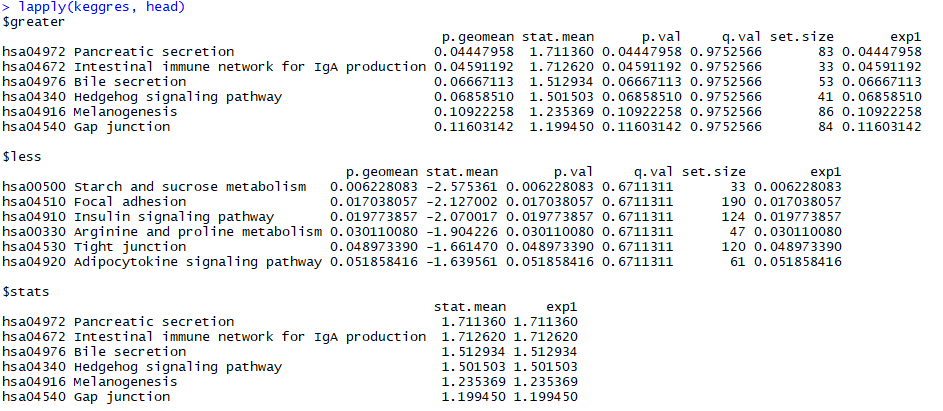 > lapply(keggres, head)
$greater
p.geomean stat.mean p.val q.val set.size exp1
hsa04972 Pancreatic secretion 0.04447958 1.711360 0.04447958 0.9752566 83 0.04447958
hsa04672 Intestinal immune network for IgA production 0.04591192 1.712620 0.04591192 0.9752566 33 0.04591192
hsa04976 Bile secretion 0.06667113 1.512934 0.06667113 0.9752566 53 0.06667113
hsa04340 Hedgehog signaling pathway 0.06858510 1.501503 0.06858510 0.9752566 41 0.06858510
hsa04916 Melanogenesis 0.10922258 1.235369 0.10922258 0.9752566 86 0.10922258
hsa04540 Gap junction 0.11603142 1.199450 0.11603142 0.9752566 84 0.11603142
$less
p.geomean stat.mean p.val q.val set.size exp1
hsa00500 Starch and sucrose metabolism 0.006228083 -2.575361 0.006228083 0.6711311 33 0.006228083
hsa04510 Focal adhesion 0.017038057 -2.127002 0.017038057 0.6711311 190 0.017038057
hsa04910 Insulin signaling pathway 0.019773857 -2.070017 0.019773857 0.6711311 124 0.019773857
hsa00330 Arginine and proline metabolism 0.030110080 -1.904226 0.030110080 0.6711311 47 0.030110080
hsa04530 Tight junction 0.048973390 -1.661470 0.048973390 0.6711311 120 0.048973390
hsa04920 Adipocytokine signaling pathway 0.051858416 -1.639561 0.051858416 0.6711311 61 0.051858416
$stats
stat.mean exp1
hsa04972 Pancreatic secretion 1.711360 1.711360
hsa04672 Intestinal immune network for IgA production 1.712620 1.712620
hsa04976 Bile secretion 1.512934 1.512934
hsa04340 Hedgehog signaling pathway 1.501503 1.501503
hsa04916 Melanogenesis 1.235369 1.235369
hsa04540 Gap junction 1.199450 1.199450